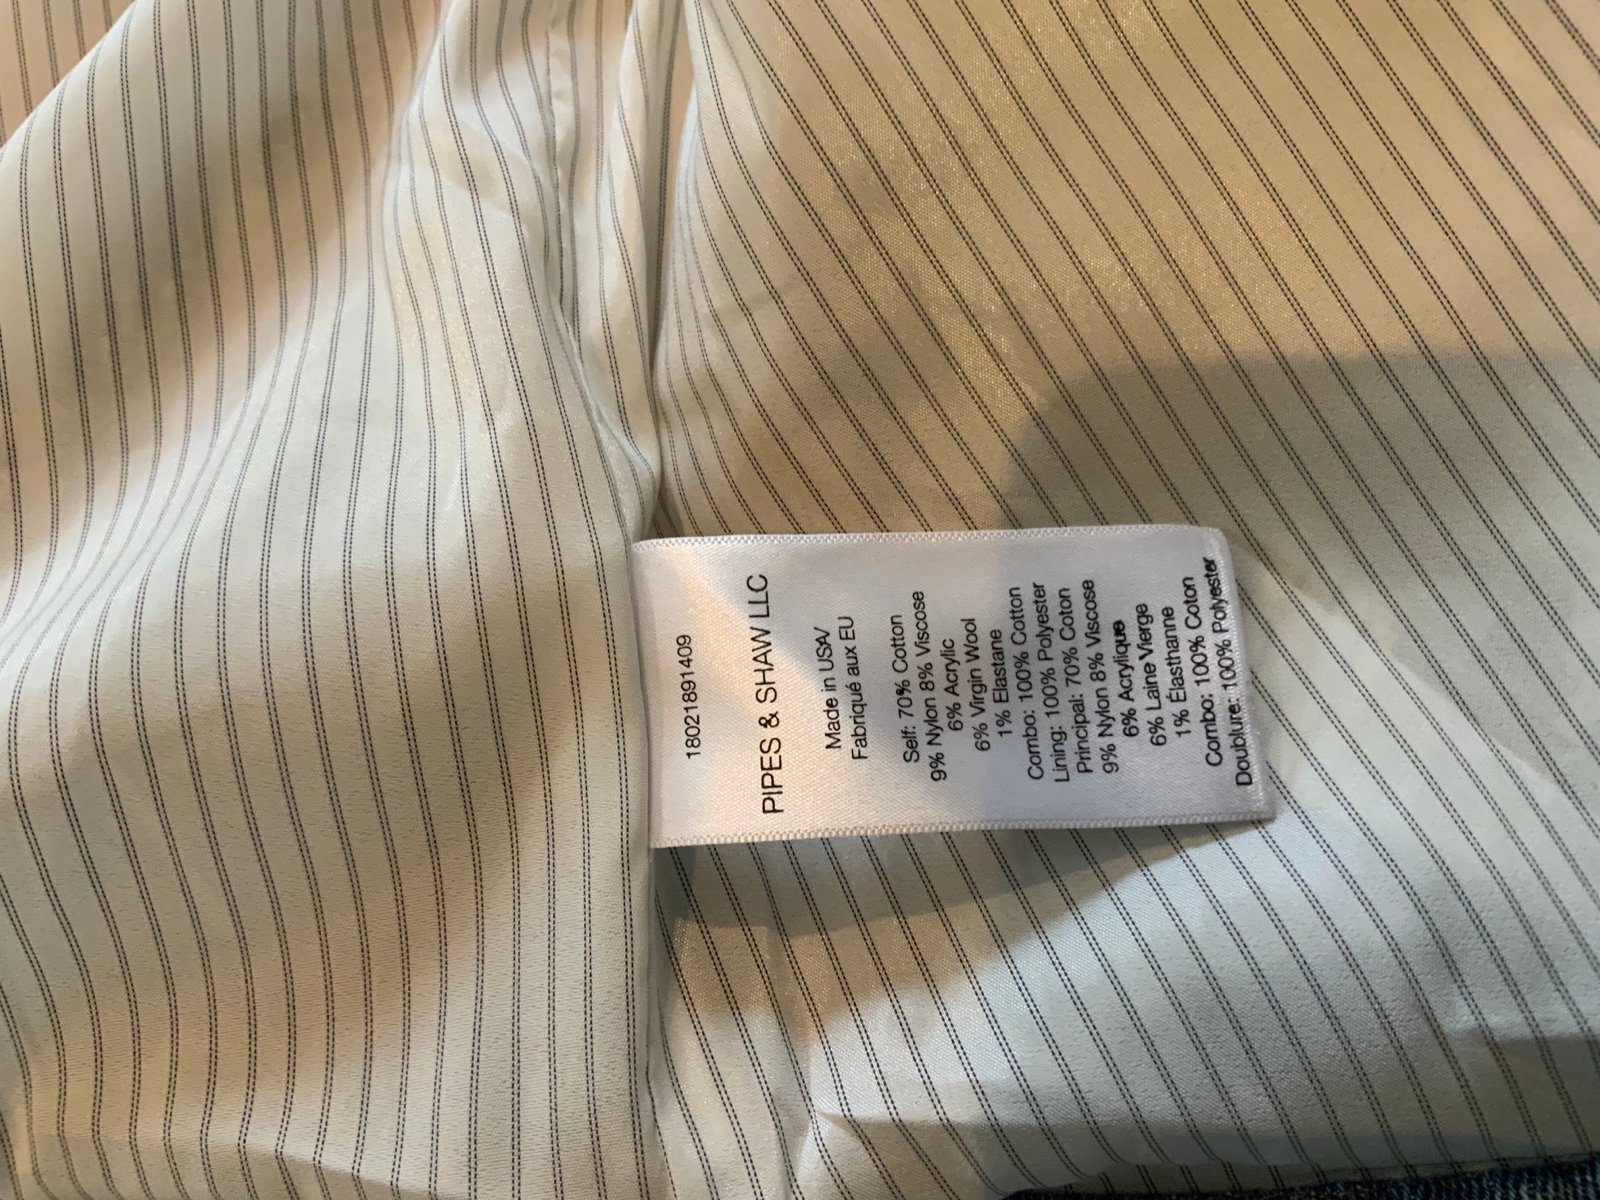 18021891409
PIPES & SHAW LLC
Made in USA/
Fabriqué aux EU
Self: 70% Cotton
9% Nylon 8% Viscose
6% Acrylic
6% Virgin Wool
1% Elastane
Combo: 100% Cotton
Lining: 100% Polyester
Principal: 70% Coton
9% Nylon 8% Viscose
6% Acrylique
6% Laine Vierge
1% Élasthanne
Combo: 100% Coton
Doublure: 100% Polyester